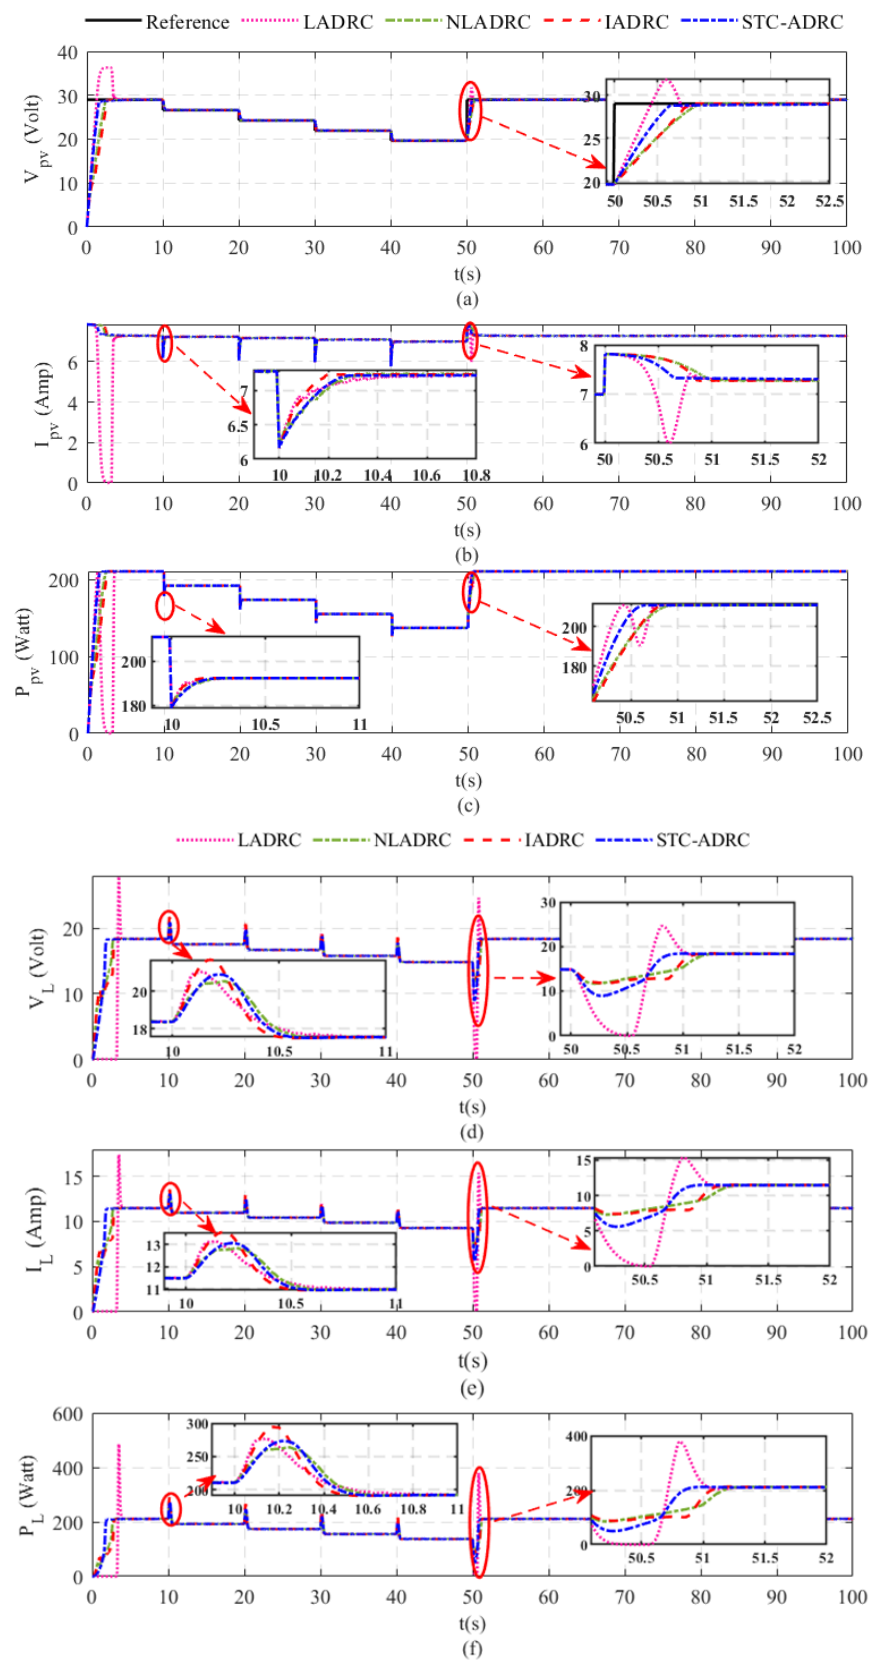 Reference LADRC NLADRC IADRC STC-ADRC
40
30
20
10
0
V_pv (Volt)
30
25
20
50 50.5 51 51.5 52 52.5
0 10 20 30 40 50 60 70 80 90 100
t(s)
(a)
6
4
2
0
I_pv (Amp)
7
6.5
6
10 10.2 10.4 10.6 10.8
8
7
6
50 50.5 51 51.5 52
0 10 20 30 40 50 60 70 80 90 100
t(s)
(b)
200
100
0
P_pv (Watt)
200
180
10 10.5 11
200
180
50.5 51 51.5 52 52.5
0 10 20 30 40 50 60 70 80 90 100
t(s)
(c)
LADRC NLADRC IADRC STC-ADRC
20
10
0
V_L (Volt)
20
18
10 10.5 11
30
20
10
0
50 50.5 51 51.5 52
0 10 20 30 40 50 60 70 80 90 100
t(s)
(d)
15
10
5
0
I_L (Amp)
13
12
11
10 10.5 11
15
10
5
0
50.5 51 51.5 52
0 10 20 30 40 50 60 70 80 90 100
t(s)
(e)
600
400
200
0
P_L (Watt)
300
250
200
10 10.2 10.4 10.6 10.8 11
400
200
0
50.5 51 51.5 52
0 10 20 30 40 50 60 70 80 90 100
t(s)
(f)